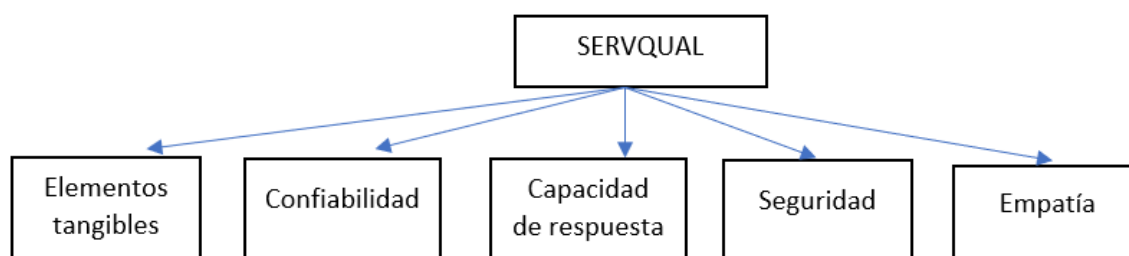 SERVQUAL
Elementos
tangibles
Confiabilidad
Capacidad
de respuesta
Seguridad
Empatía